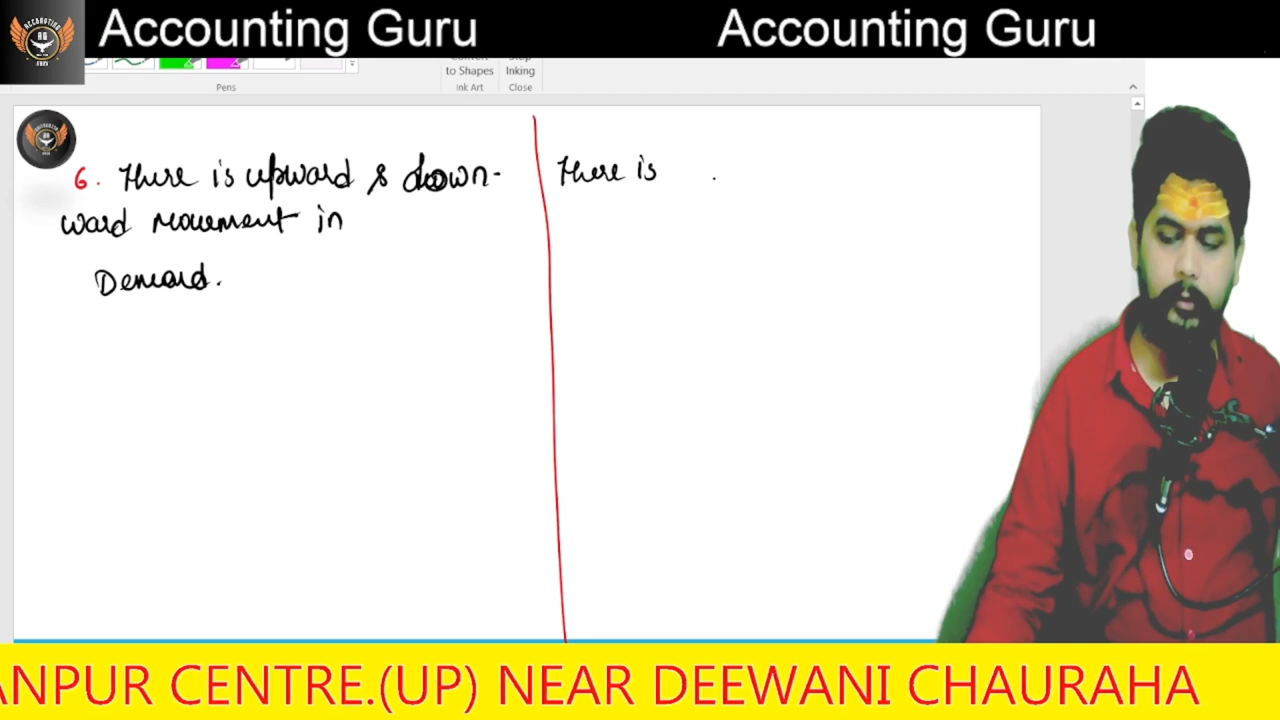 Accounting Guru
Accounting Guru
to Shapes
Inking
Pens
Ink Art
Close
6. There is upward & down-
ward movement in
Demand.
There is
ANPUR CENTRE.(UP) NEAR DEEWANI CHAURAHA